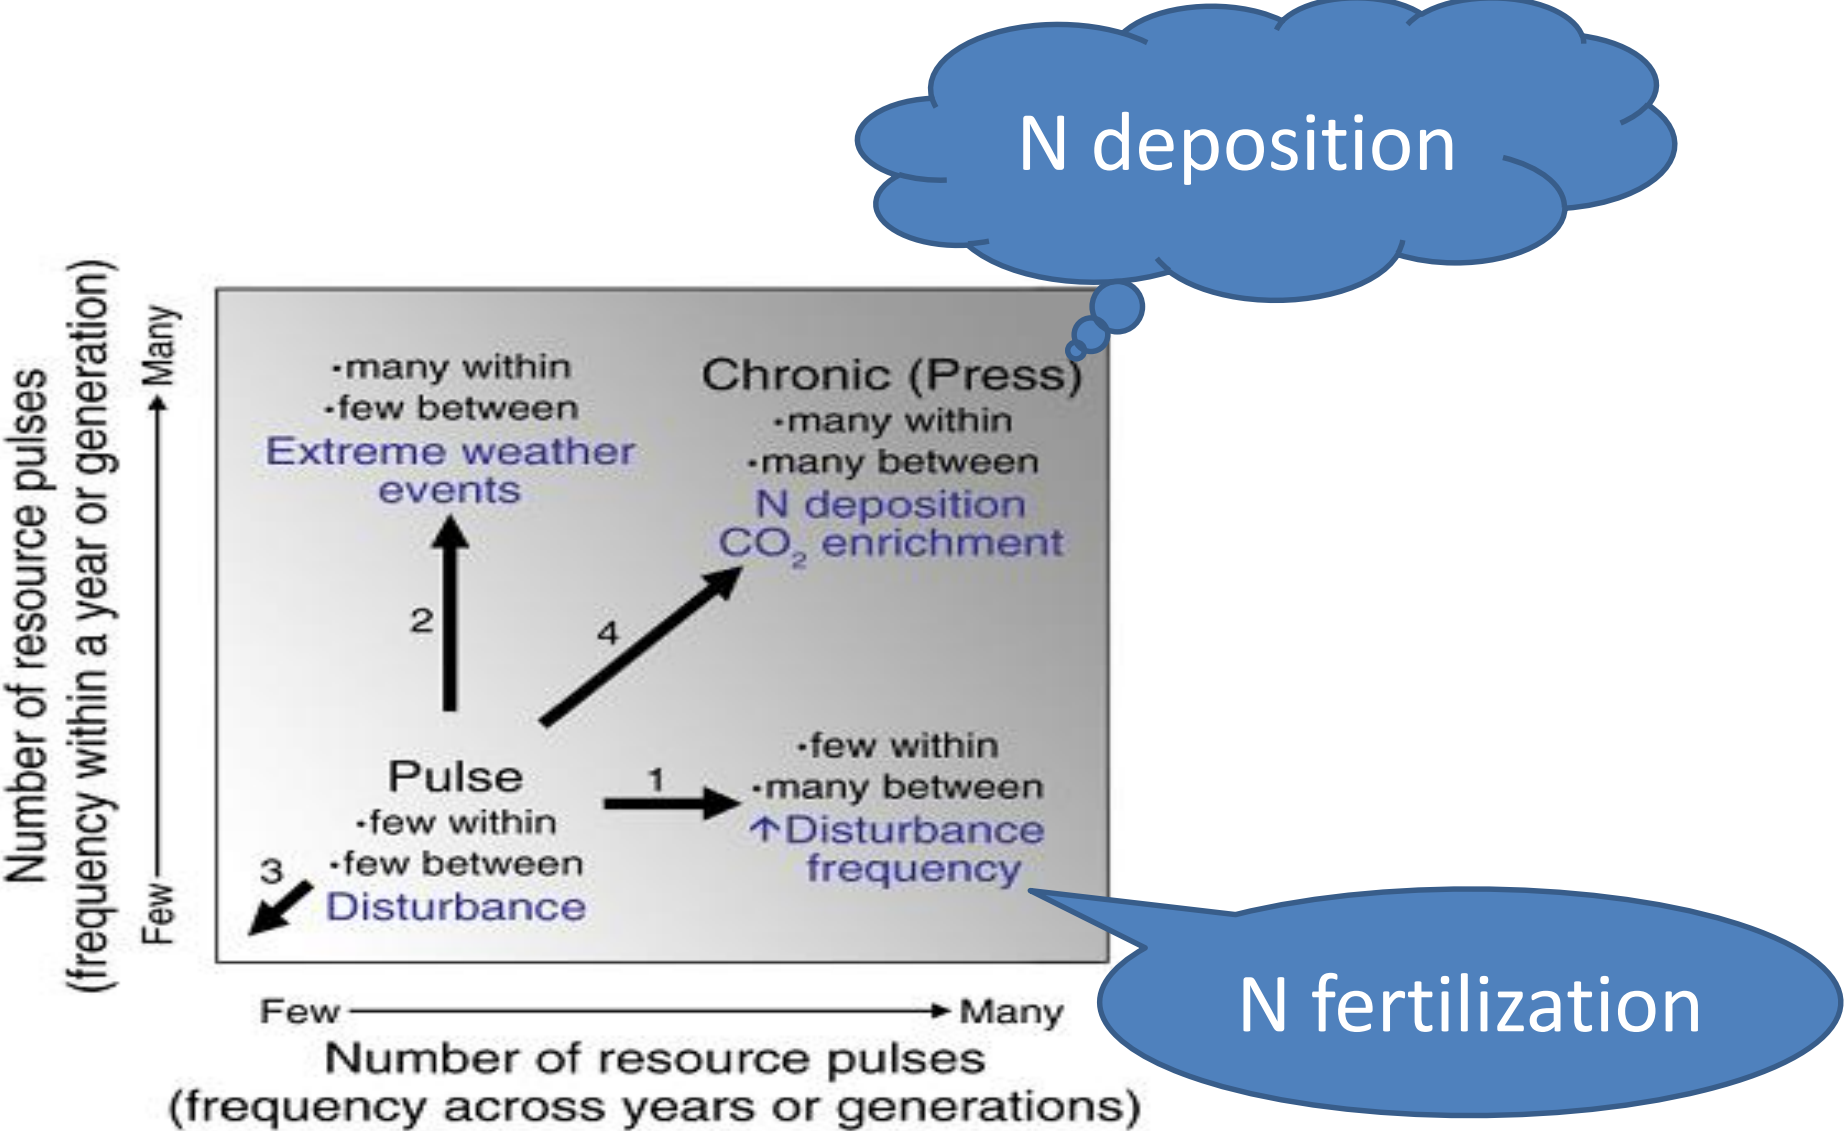 N deposition
Number of resource pulses
(frequency within a year or generation)
Few
Many
·many within
·few between
Extreme weather
events
Chronic (Press)
·many within
·many between
N deposition
CO₂ enrichment
2
4
Pulse
·few within
·few between
Disturbance
3
1
·few within
·many between
↑Disturbance
frequency
N fertilization
Few
Many
Number of resource pulses
(frequency across years or generations)